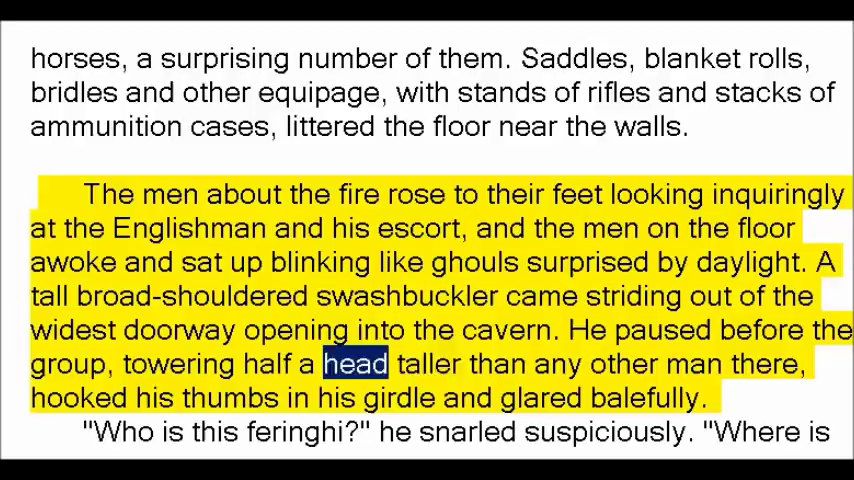 horses, a surprising number of them. Saddles, blanket rolls,
bridles and other equipage, with stands of rifles and stacks of
ammunition cases, littered the floor near the walls.
The men about the fire rose to their feet looking inquiringly
at the Englishman and his escort, and the men on the floor
awoke and sat up blinking like ghouls surprised by daylight. A
tall broad-shouldered swashbuckler came striding out of the
widest doorway opening into the cavern. He paused before the
group, towering half a head taller than any other man there,
hooked his thumbs in his girdle and glared balefully.
"Who is this feringhi?" he snarled suspiciously. "Where is